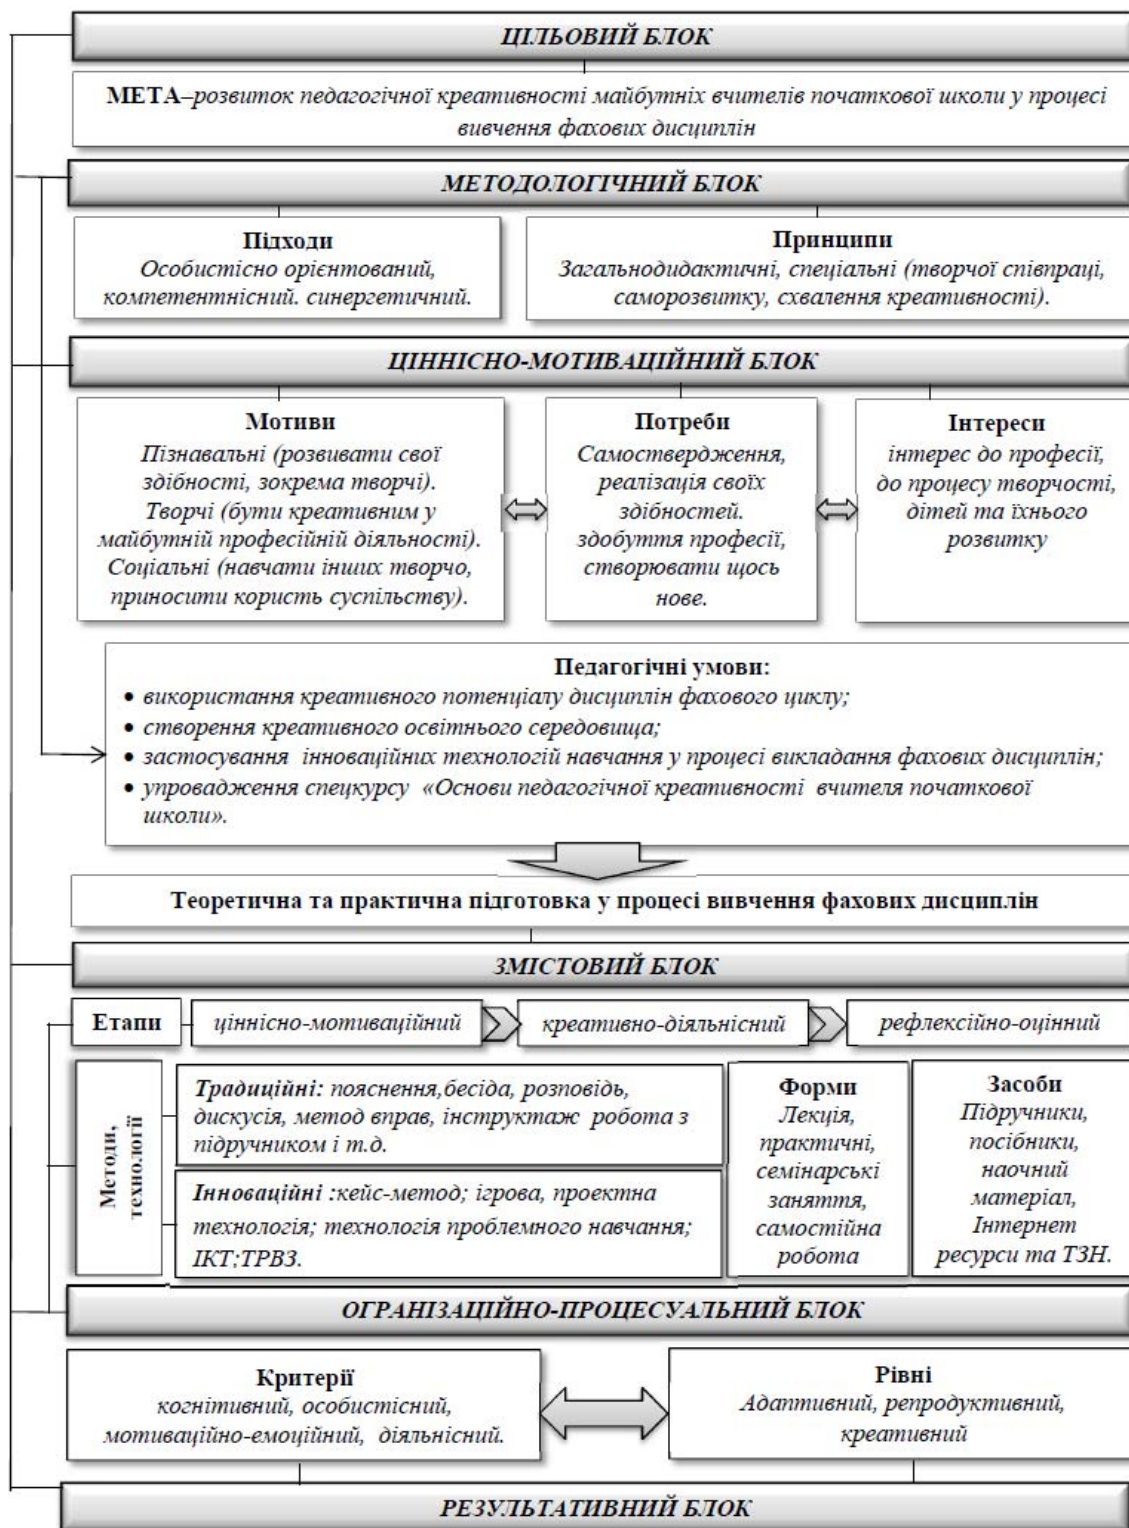 ЦІЛЬОВИЙ БЛОК
МЕТА–розвиток педагогічної креативності майбутніх вчителів початкової школи у процесі
вивчення фахових дисциплін
МЕТОДОЛОГІЧНИЙ БЛОК
Підходи
Особистісно орієнтований,
компетентнісний. синергетичний.
Принципи
Загальнодидактичні, спеціальні (творчої співпраці,
саморозвитку, схвалення креативності).
ЦІННІСНО-МОТИВАЦІЙНИЙ БЛОК
Мотиви
Пізнавальні (розвивати свої
здібності, зокрема творчі).
Творчі (бути креативним у
майбутній професійній діяльності).
Соціальні (навчати інших творчо,
приносити користь суспільству).
Потреби
Самоствердження,
реалізація своїх
здібностей.
здобуття професії,
створювати щось
нове.
Інтереси
інтерес до професії,
до процесу творчості,
дітей та їхнього
розвитку
Педагогічні умови:
• використання креативного потенціалу дисциплін фахового циклу;
• створення креативного освітнього середовища;
• застосування інноваційних технологій навчання у процесі викладання фахових дисциплін;
• упровадження спецкурсу «Основи педагогічної креативності вчителя початкової
школи».
Теоретична та практична підготовка у процесі вивчення фахових дисциплін
ЗМІСТОВИЙ БЛОК
Етапи
ціннісно-мотиваційний
креативно-діяльнісний
рефлексійно-оцінний
Методи,
технології
Традиційні: пояснення,бесіда, розповідь,
дискусія, метод вправ, інструктаж робота з
підручником і т.д.
Інноваційні :кейс-метод; ігрова, проектна
технологія; технологія проблемного навчання;
ІКТ;ТРВЗ.
Форми
Лекція,
практичні,
семінарські
заняття,
самостійна
робота
Засоби
Підручники,
посібники,
наочний
матеріал,
Інтернет
ресурси та ТЗН.
ОГРАНІЗАЦІЙНО-ПРОЦЕСУАЛЬНИЙ БЛОК
Критерії
когнітивний, особистісний,
мотиваційно-емоційний, діяльнісний.
Рівні
Адаптивний, репродуктивний,
креативний
РЕЗУЛЬТАТИВНИЙ БЛОК